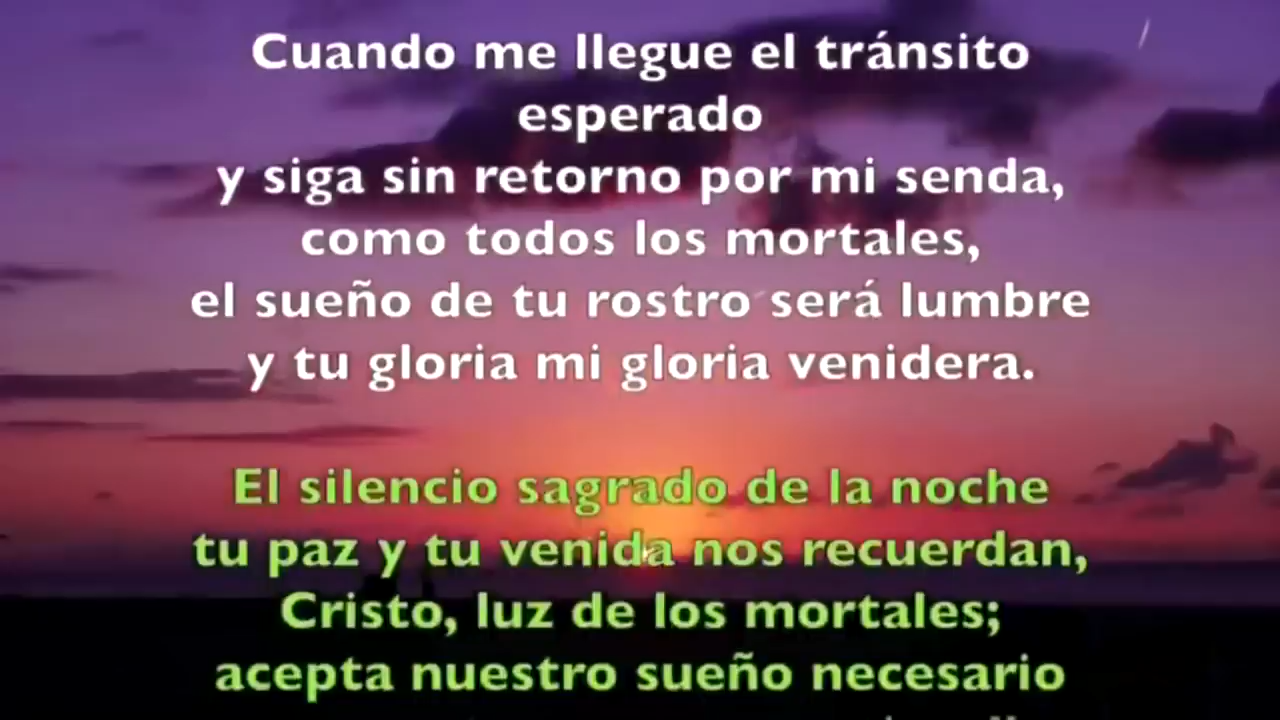 Cuando me llegue el tránsito
esperado
y siga sin retorno por mi senda,
como todos los mortales,
el sueño de tu rostro será lumbre
y tu gloria mi gloria venidera.
El silencio sagrado de la noche
tu paz y tu venida nos recuerdan,
Cristo, luz de los mortales;
acepta nuestro sueño necesario